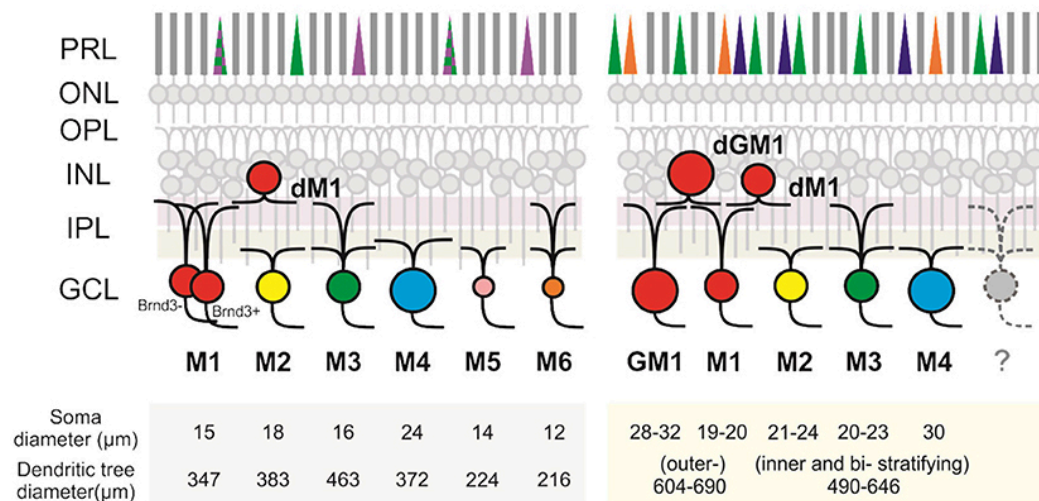 PRL
ONL
OPL
INL
IPL
GCL
dM1
dGM1
dM1
Brnd3-
Brnd3+
M1 M2 M3 M4 M5 M6
GM1 M1 M2 M3 M4 ?
Soma
diameter (µm)
15 18 16 24 14 12
28-32 19-20 21-24 20-23 30
Dendritic tree
diameter(µm)
347 383 463 372 224 216
(outer-) (inner and bi- stratifying)
604-690 490-646